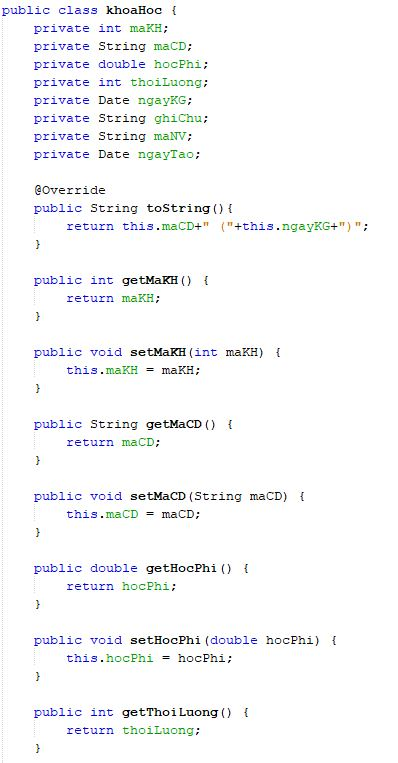 public class khoaHoc {
    private int maKH;
    private String maCD;
    private double hocPhi;
    private int thoiLuong;
    private Date ngayKG;
    private String ghiChu;
    private String maNV;
    private Date ngayTao;

    @Override
    public String toString(){
        return this.maCD+" ("+this.ngayKG+")";
    }

    public int getMaKH() {
        return maKH;
    }

    public void setMaKH(int maKH) {
        this.maKH = maKH;
    }

    public String getMaCD() {
        return maCD;
    }

    public void setMaCD(String maCD) {
        this.maCD = maCD;
    }

    public double getHocPhi() {
        return hocPhi;
    }

    public void setHocPhi(double hocPhi) {
        this.hocPhi = hocPhi;
    }

    public int getThoiLuong() {
        return thoiLuong;
    }